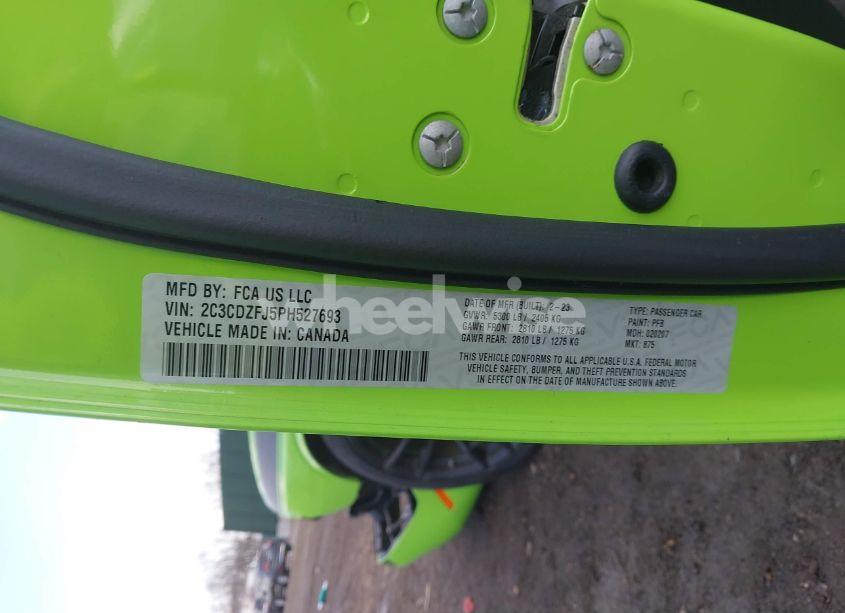 MFD BY: FCA US LLC
VIN: 2C3CDZFJ5PH527693
VEHICLE MADE IN: CANADA
DATE OF MFR (BUILT): 2-23
GVWR: 5300 LB / 2405 KG
GAWR FRONT: 2810 LB / 1275 KG
GAWR REAR: 2810 LB / 1275 KG
TYPE: PASSENGER CAR
PAINT: PFB
MDH: 020207
MKT: 875
THIS VEHICLE CONFORMS TO ALL APPLICABLE U.S.A. FEDERAL MOTOR
VEHICLE SAFETY, BUMPER, AND THEFT PREVENTION STANDARDS
IN EFFECT ON THE DATE OF MANUFACTURE SHOWN ABOVE.